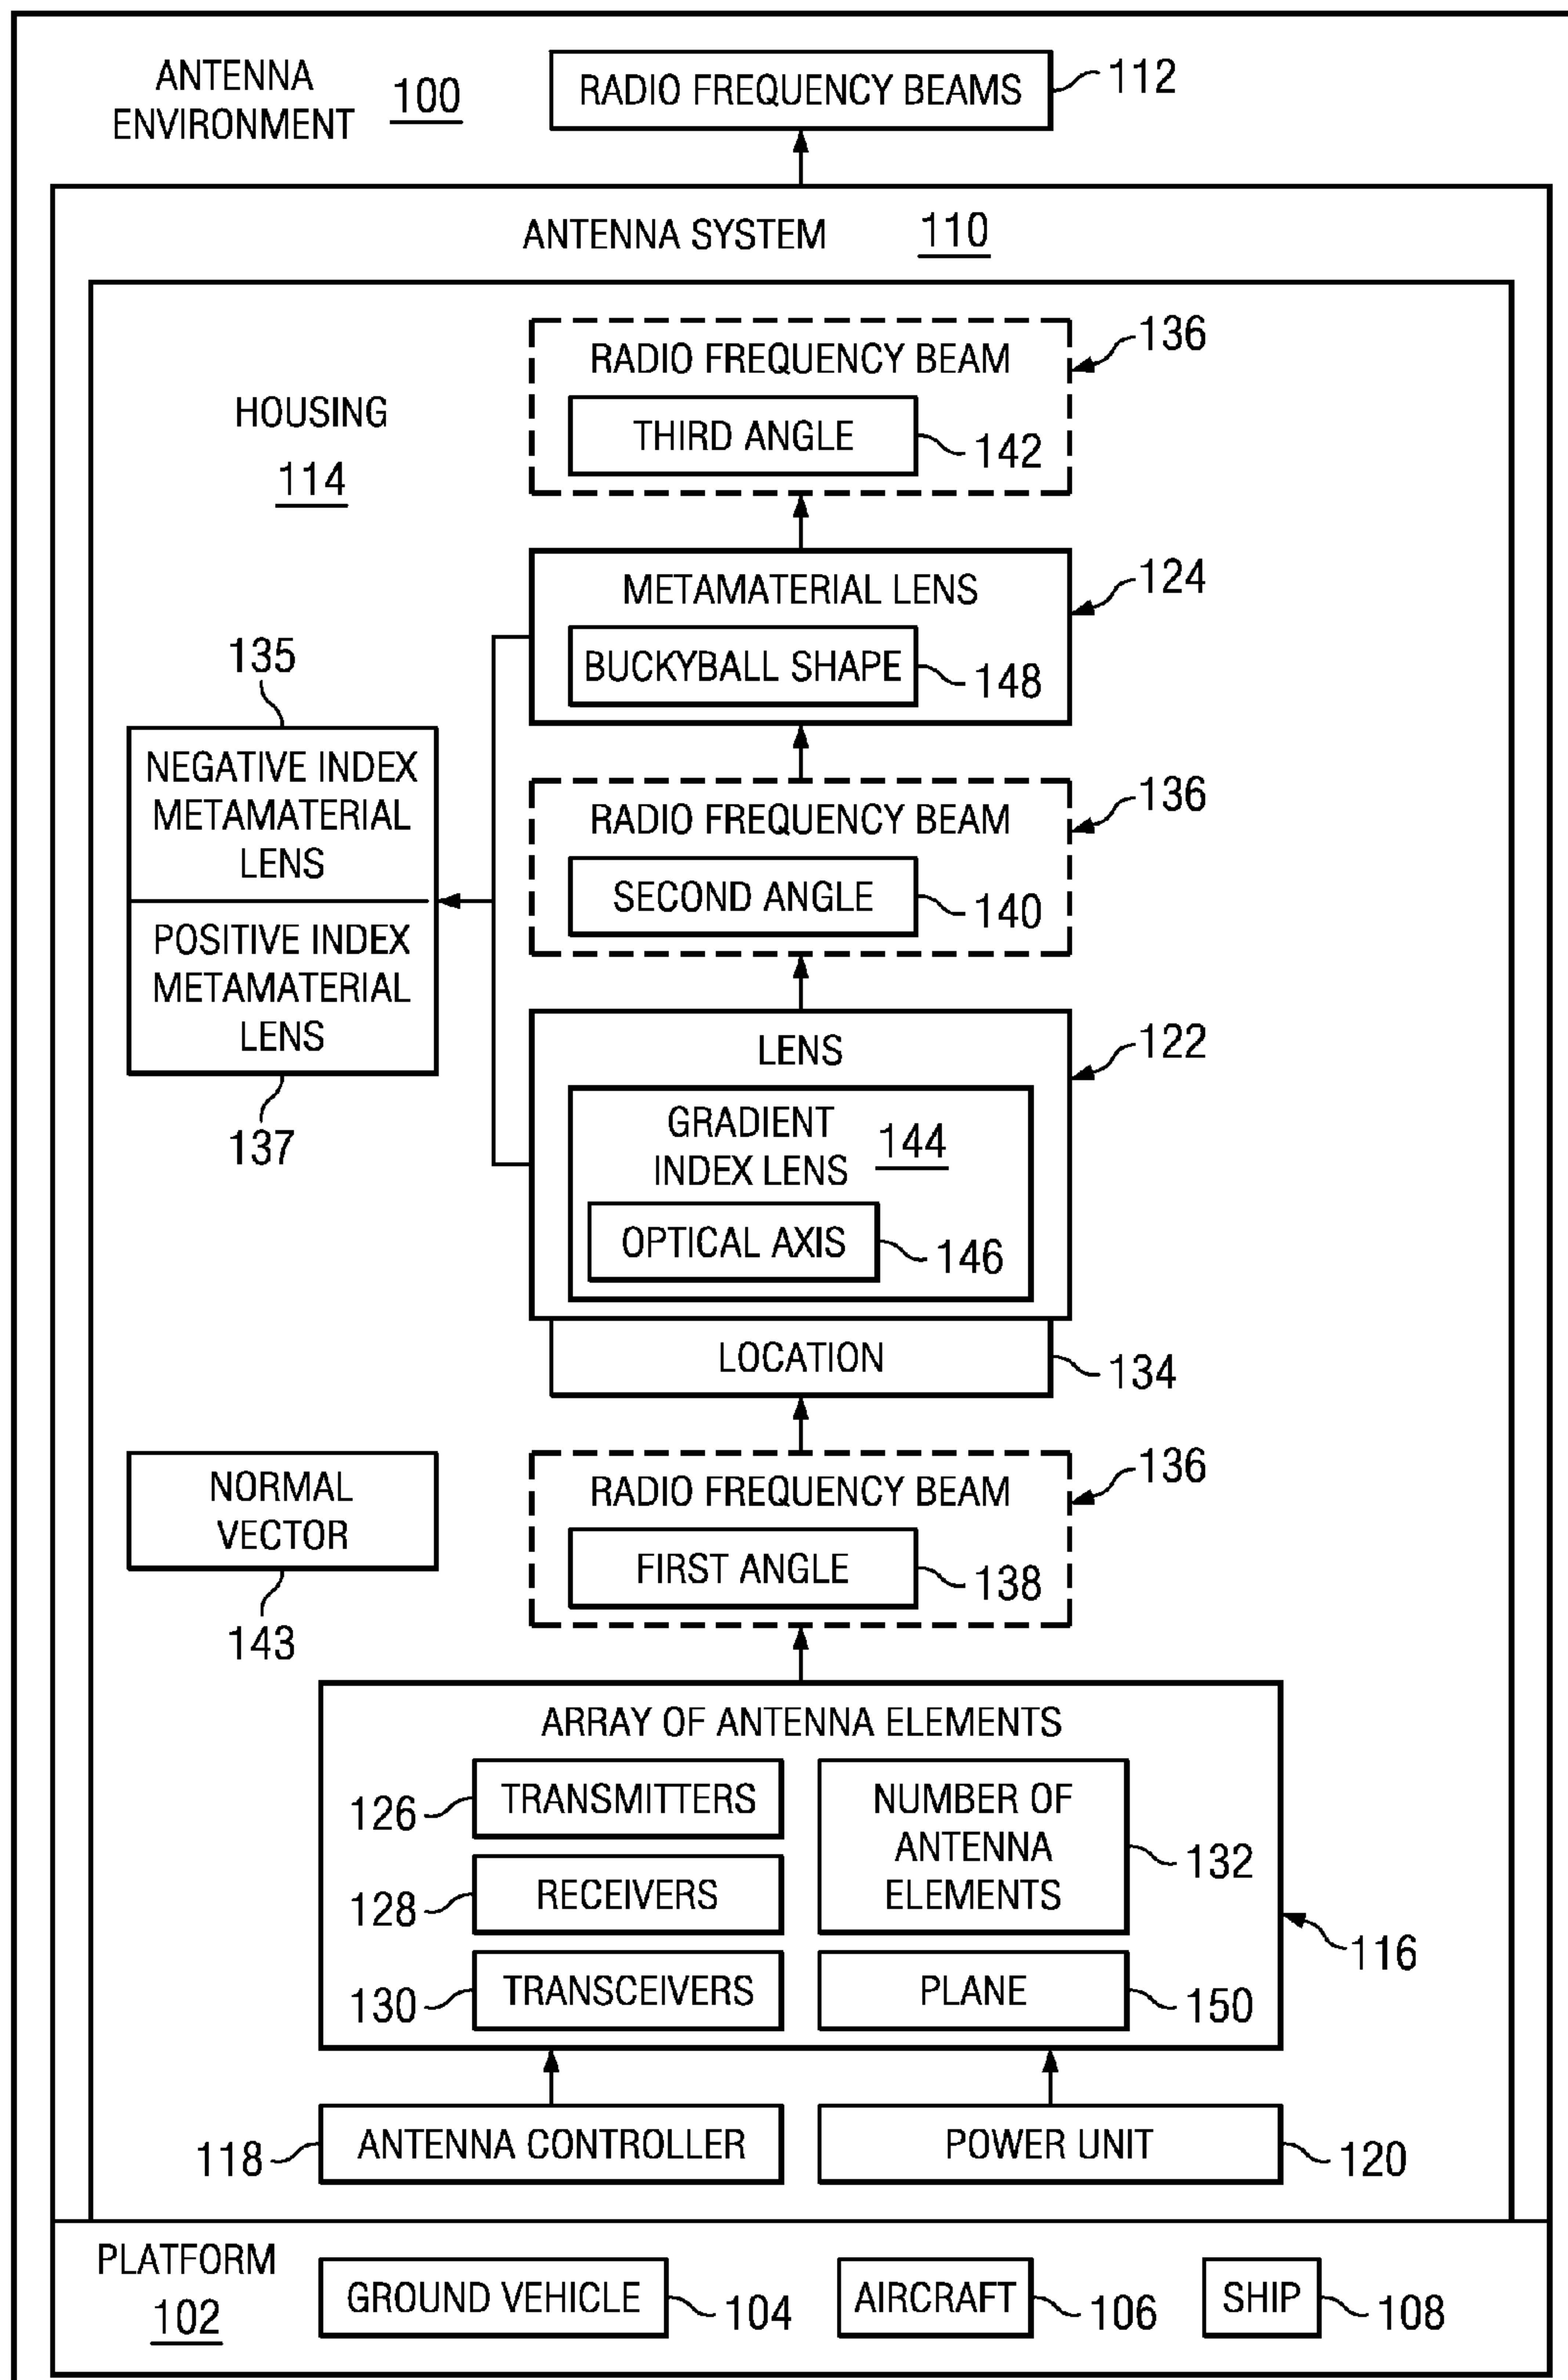 ANTENNA
ENVIRONMENT 100
RADIO FREQUENCY BEAMS 112
ANTENNA SYSTEM 110
HOUSING
114
RADIO FREQUENCY BEAM 136
THIRD ANGLE 142
METAMATERIAL LENS 124
BUCKYBALL SHAPE 148
135
NEGATIVE INDEX
METAMATERIAL
LENS
POSITIVE INDEX
METAMATERIAL
LENS
137
RADIO FREQUENCY BEAM 136
SECOND ANGLE 140
LENS 122
GRADIENT
INDEX LENS 144
OPTICAL AXIS 146
LOCATION 134
NORMAL
VECTOR
143
RADIO FREQUENCY BEAM 136
FIRST ANGLE 138
ARRAY OF ANTENNA ELEMENTS 116
126 TRANSMITTERS
128 RECEIVERS
130 TRANSCEIVERS
NUMBER OF
ANTENNA
ELEMENTS 132
PLANE 150
118 ANTENNA CONTROLLER
POWER UNIT 120
PLATFORM
102
GROUND VEHICLE 104
AIRCRAFT 106
SHIP 108